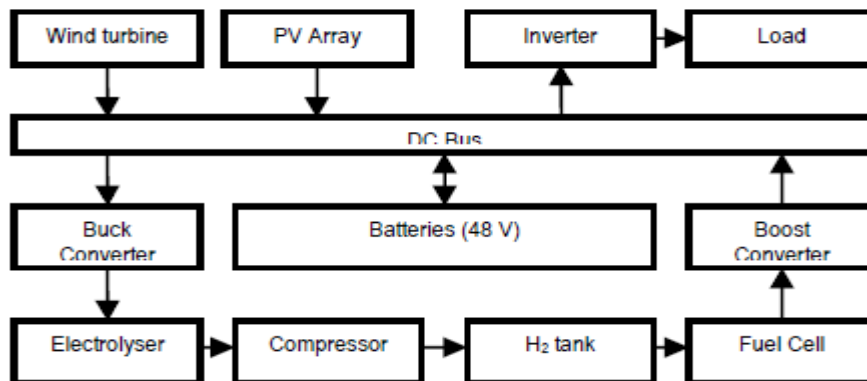 Wind turbine
PV Array
Inverter
Load
DC Bus
Buck
Converter
Batteries (48 V)
Boost
Converter
Electrolyser
Compressor
H₂ tank
Fuel Cell